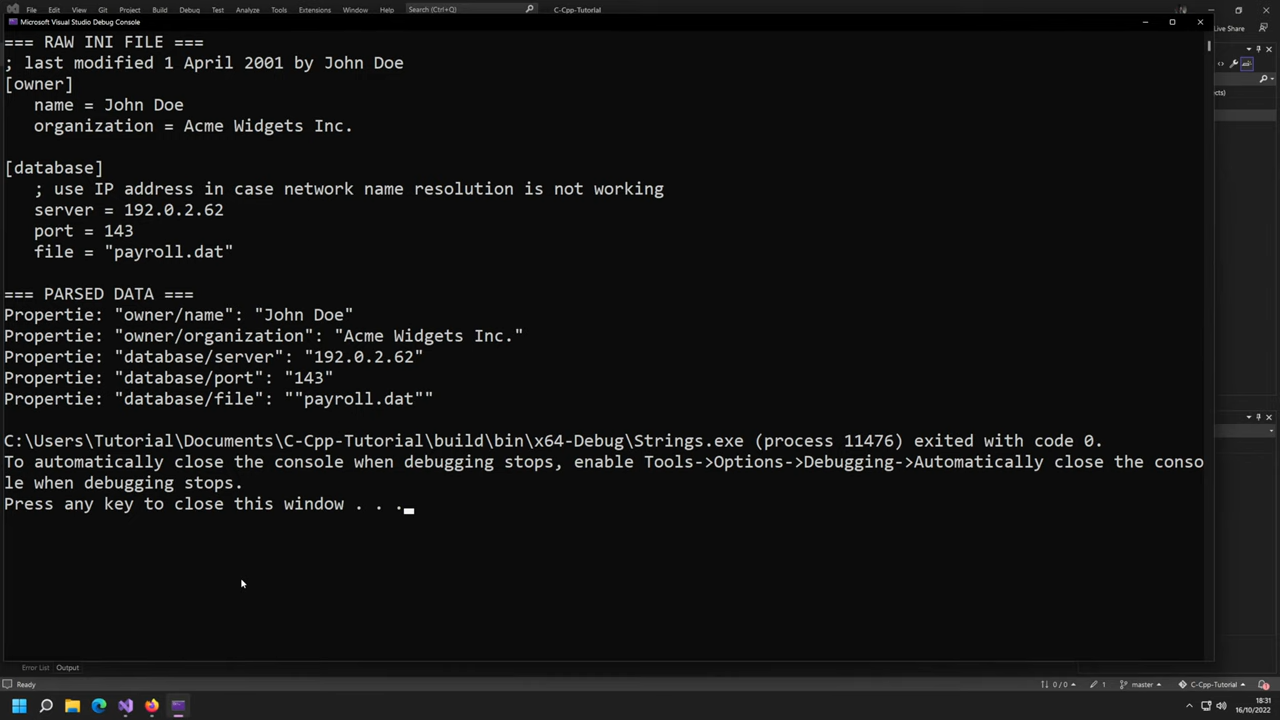 File Edit View Git Project Build Debug Test Analyze Tools Extensions Window Help Search (Ctrl+Q) C-Cpp-Tutorial
Microsoft Visual Studio Debug Console
Live Share
=== RAW INI FILE ===
; last modified 1 April 2001 by John Doe
[owner]
   name = John Doe
   organization = Acme Widgets Inc.
[database]
   ; use IP address in case network name resolution is not working
   server = 192.0.2.62
   port = 143
   file = "payroll.dat"
=== PARSED DATA ===
Propertie: "owner/name": "John Doe"
Propertie: "owner/organization": "Acme Widgets Inc."
Propertie: "database/server": "192.0.2.62"
Propertie: "database/port": "143"
Propertie: "database/file": ""payroll.dat""
C:\Users\Tutorial\Documents\C-Cpp-Tutorial\build\bin\x64-Debug\Strings.exe (process 11476) exited with code 0.
To automatically close the console when debugging stops, enable Tools->Options->Debugging->Automatically close the conso
le when debugging stops.
Press any key to close this window . . .
Error List Output
Ready 0 1 master C-Cpp-Tutorial
18:31
16/10/2022